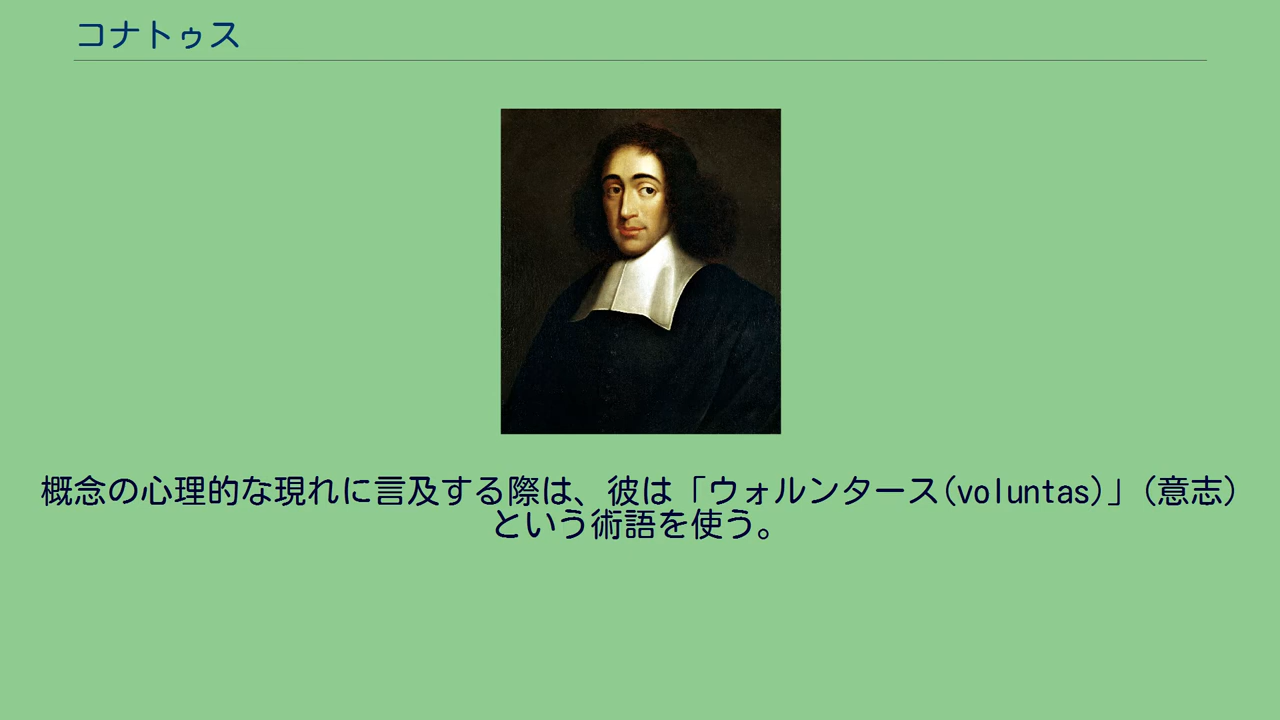 コナトゥス
概念の心理的な現れに言及する際は、彼は「ウォルンタース(voluntas)」(意志)
という術語を使う。